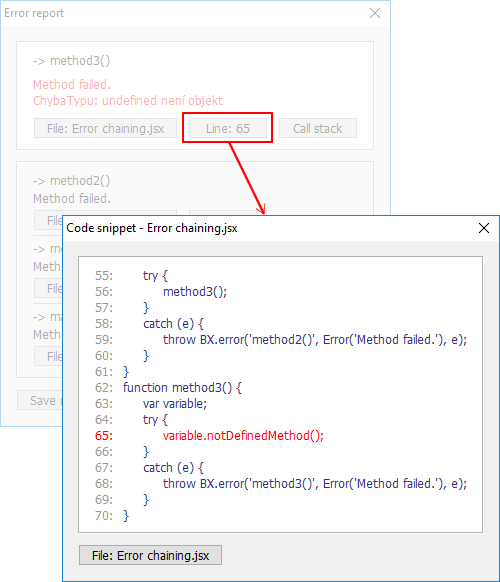 Error report
-> method3()
Method failed.
ChybaTypu: undefined není objekt
File: Error chaining.jsx Line: 65 Call stack
-> method2()
Method failed.
File
-> me
Metho
File
-> ma
Metho
File
Save
Code snippet - Error chaining.jsx
55: try {
56: method3();
57: }
58: catch (e) {
59: throw BX.error('method2()', Error('Method failed.'), e);
60: }
61: }
62: function method3() {
63: var variable;
64: try {
65: variable.notDefinedMethod();
66: }
67: catch (e) {
68: throw BX.error('method3()', Error('Method failed.'), e);
69: }
70: }
File: Error chaining.jsx